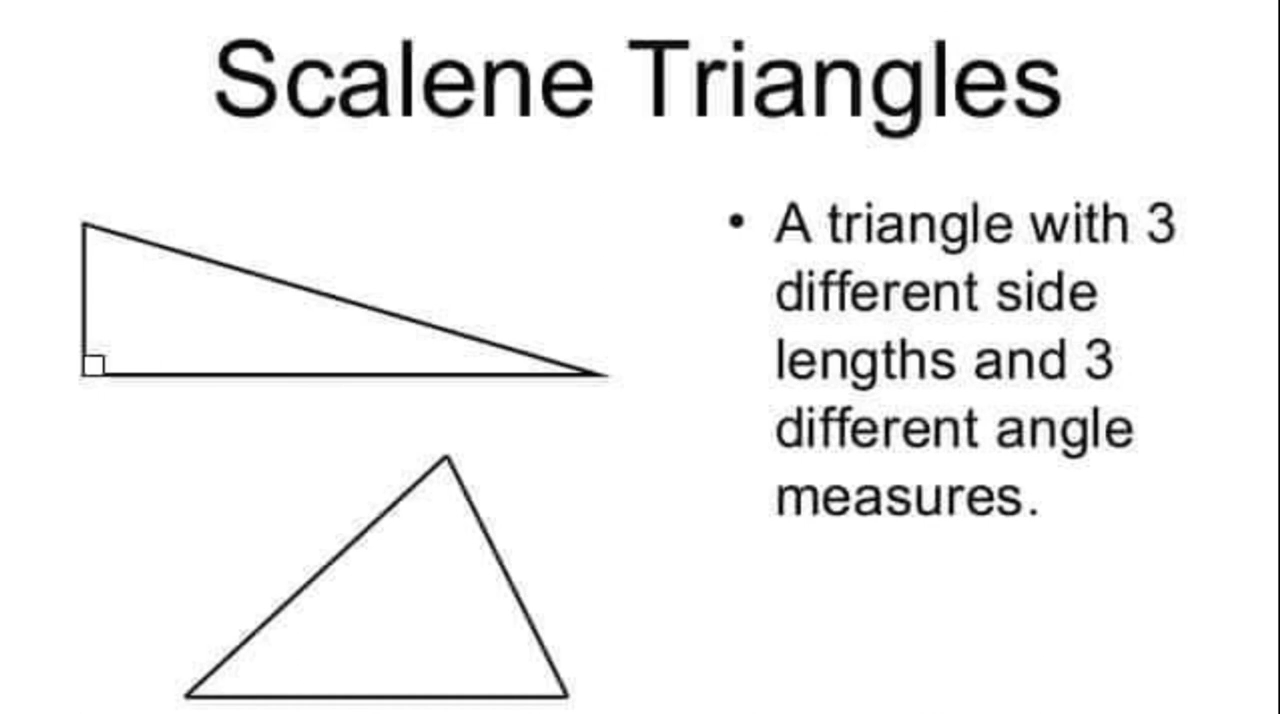 Scalene Triangles
• A triangle with 3
different side
lengths and 3
different angle
measures.